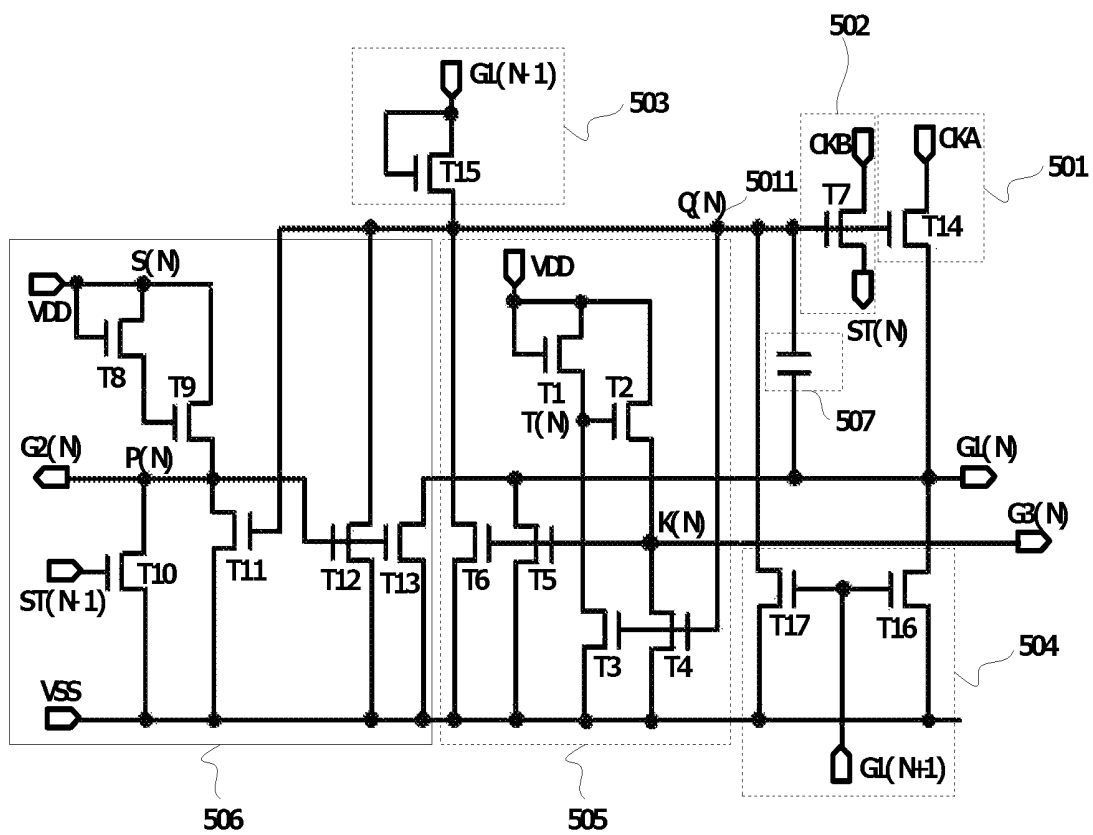 502
G1(N-1)
503
CKB
CKA
501
T15
5011
T7
Q(N)
T14
S(N)
VDD
VDD
ST(N)
T8
T9
T1
T2
507
T(N)
G2(N)
P(N)
G1(N)
K(N)
G3(N)
T10
T11
T12
T13
T6
T5
ST(N-1)
T17
T16
T3
T4
504
VSS
G1(N+1)
506
505